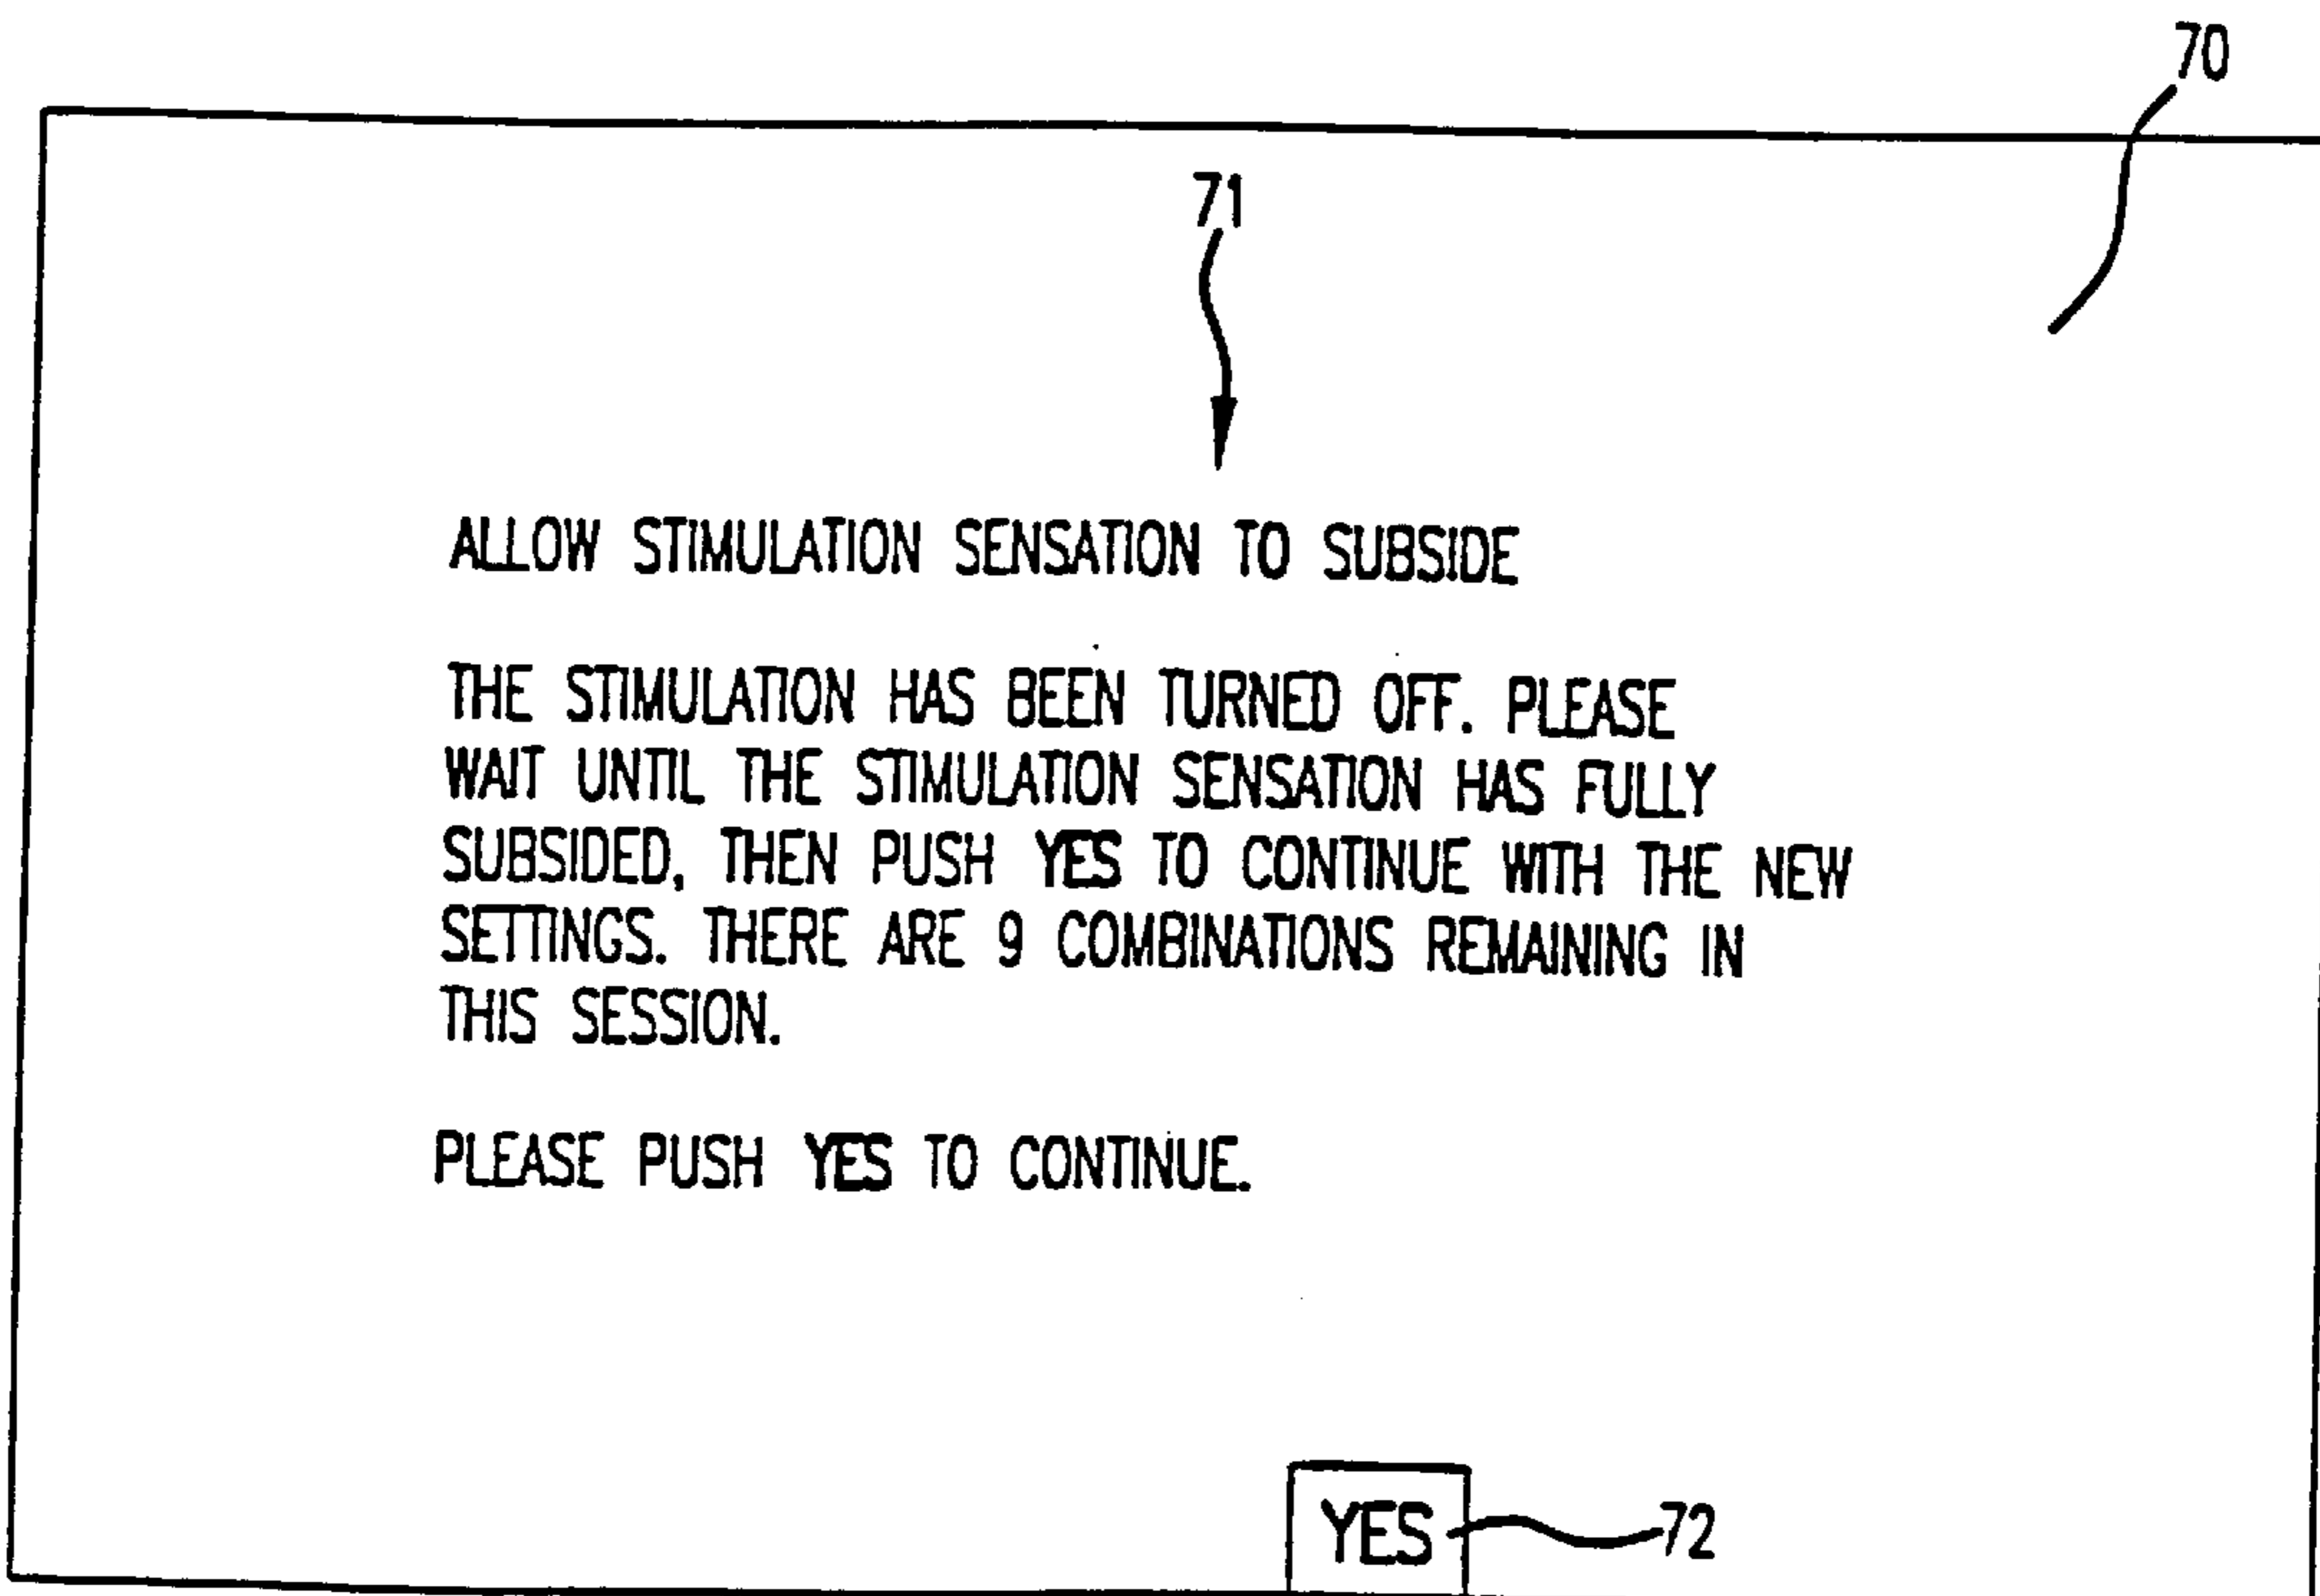 70
71
ALLOW STIMULATION SENSATION TO SUBSIDE
THE STIMULATION HAS BEEN TURNED OFF. PLEASE
WAIT UNTIL THE STIMULATION SENSATION HAS FULLY
SUBSIDED, THEN PUSH YES TO CONTINUE WITH THE NEW
SETTINGS. THERE ARE 9 COMBINATIONS REMAINING IN
THIS SESSION.
PLEASE PUSH YES TO CONTINUE.
YES 72